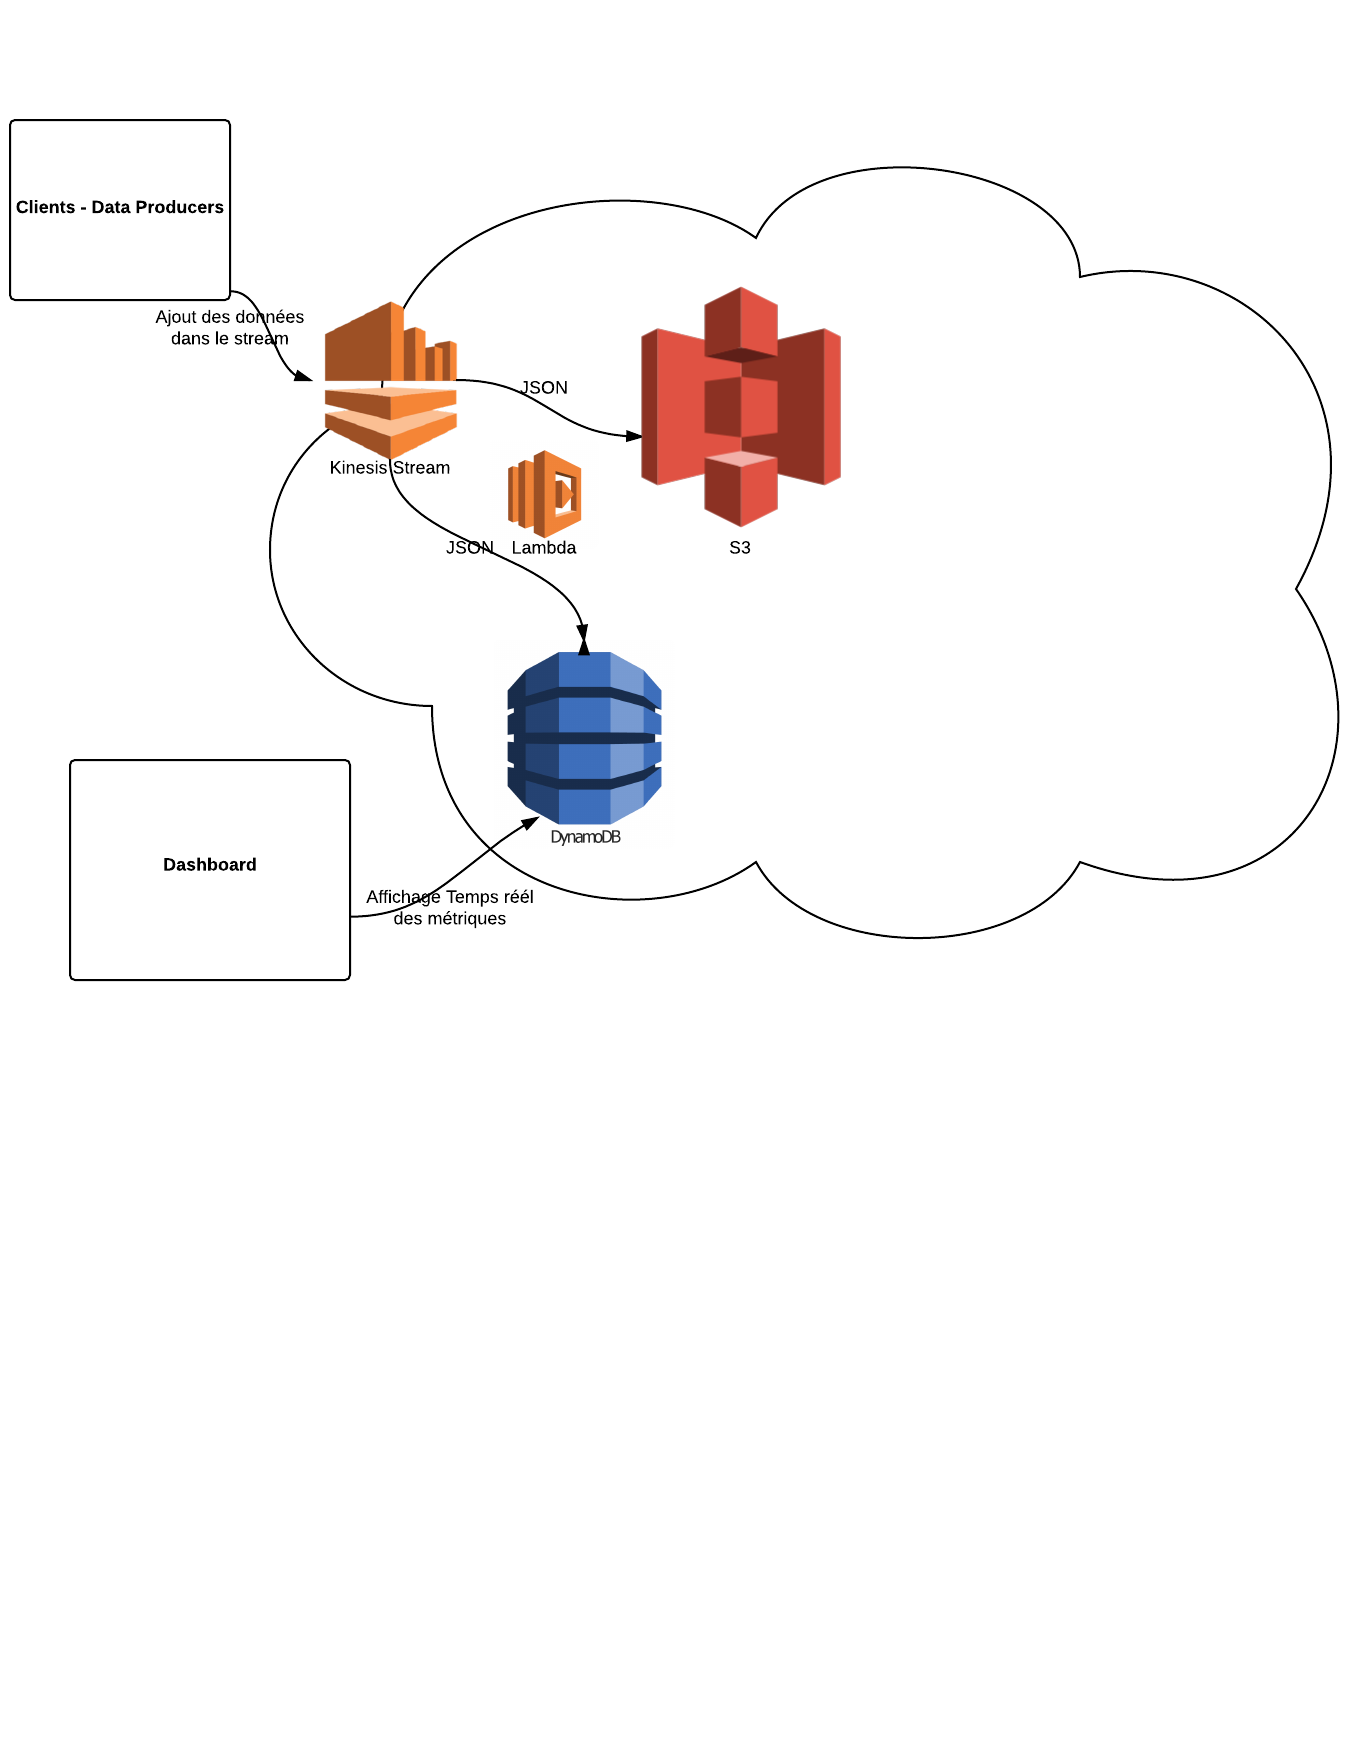 Clients - Data Producers
Ajout des données
dans le stream
JSON
Kinesis Stream
JSON
Lambda
S3
DynamoDB
Dashboard
Affichage Temps réél
des métriques